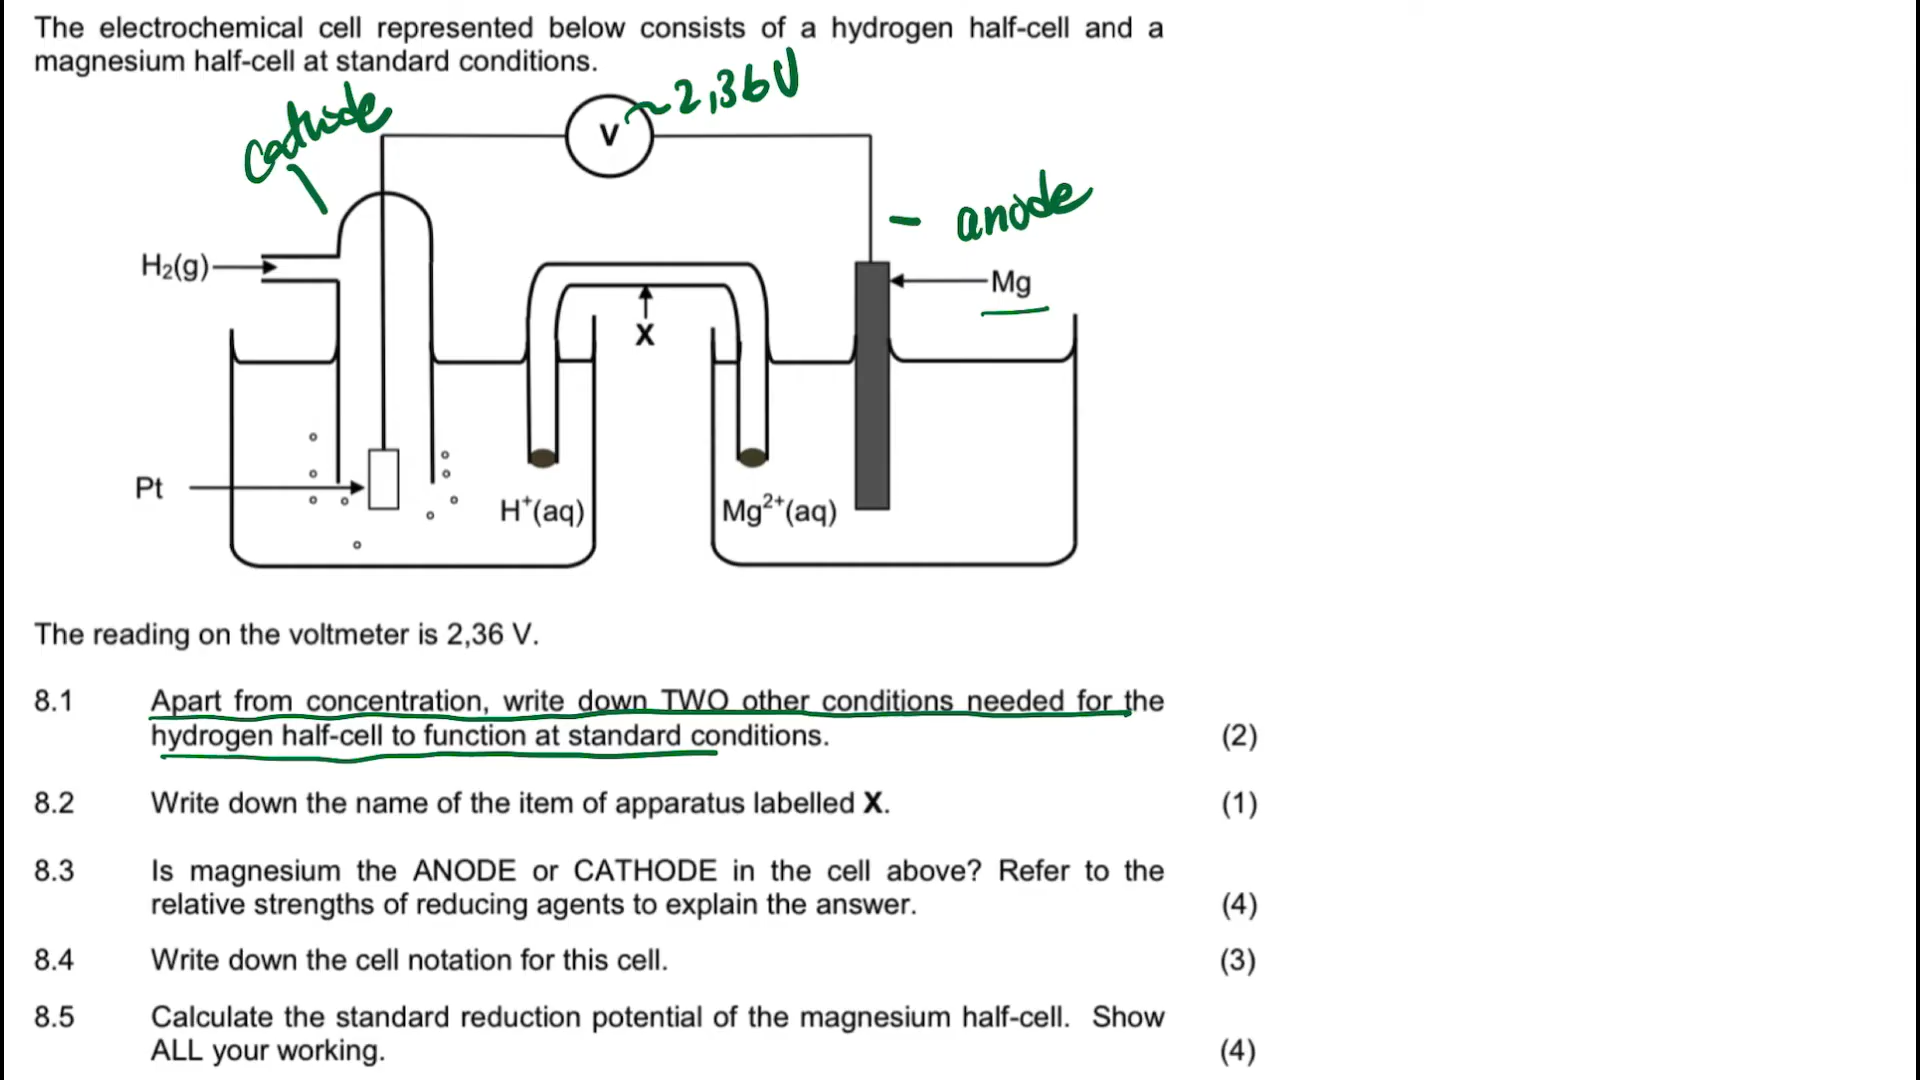 The electrochemical cell represented below consists of a hydrogen half-cell and a
magnesium half-cell at standard conditions.
cathode
V
2,36V
anode
H₂(g)
Mg
X
Pt
H⁺(aq)
Mg²⁺(aq)
The reading on the voltmeter is 2,36 V.
8.1 Apart from concentration, write down TWO other conditions needed for the
hydrogen half-cell to function at standard conditions. (2)
8.2 Write down the name of the item of apparatus labelled X. (1)
8.3 Is magnesium the ANODE or CATHODE in the cell above? Refer to the
relative strengths of reducing agents to explain the answer. (4)
8.4 Write down the cell notation for this cell. (3)
8.5 Calculate the standard reduction potential of the magnesium half-cell. Show
ALL your working. (4)